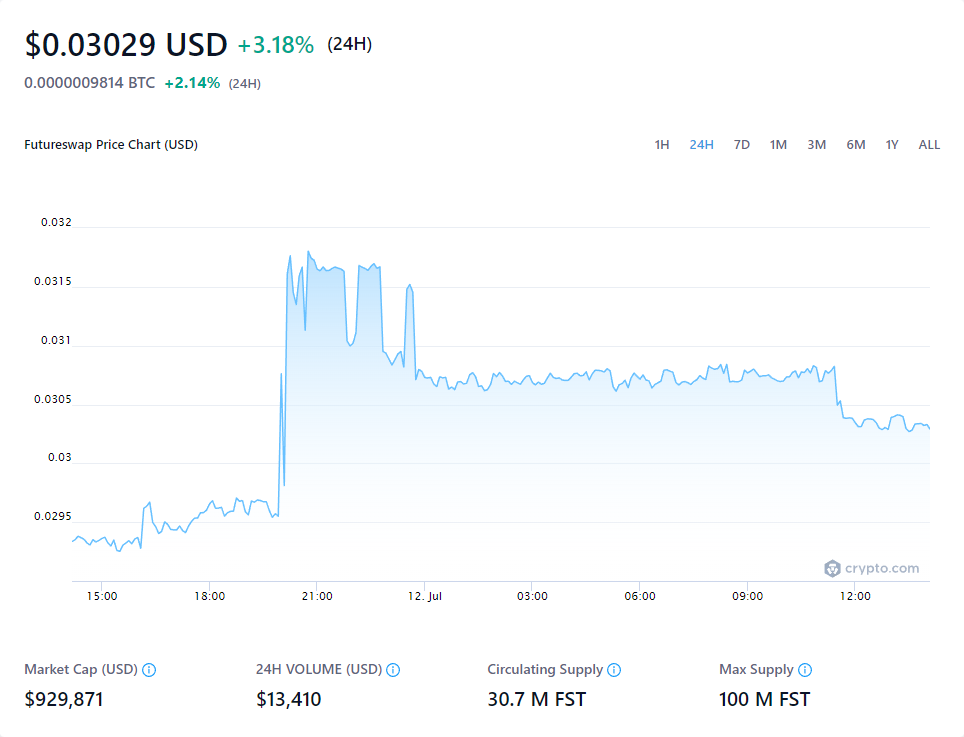 $0.03029 USD +3.18% (24H)
0.0000009814 BTC +2.14% (24H)
Futureswap Price Chart (USD) 1H 24H 7D 1M 3M 6M 1Y ALL
0.032
0.0315
0.031
0.0305
0.03
0.0295
crypto.com
15:00 18:00 21:00 12. Jul 03:00 06:00 09:00 12:00
Market Cap (USD) 24H VOLUME (USD) Circulating Supply Max Supply
$929,871 $13,410 30.7 M FST 100 M FST